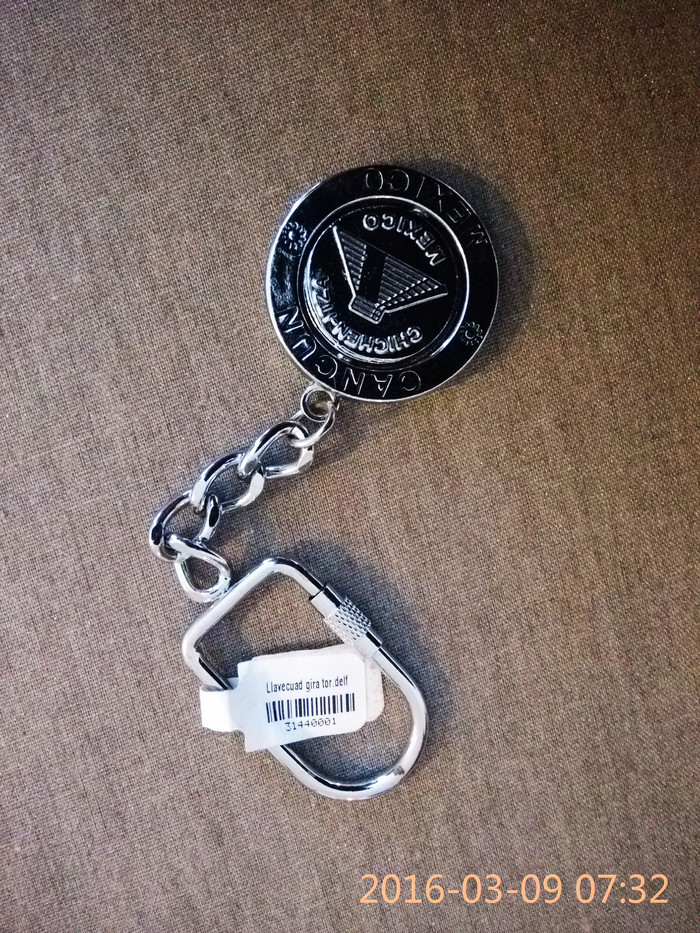 MEXICO
CANCUN
CHICHEN-ITZA
MEXICO
Llavecuad gira tor.delf
31440001
2016-03-09 07:32